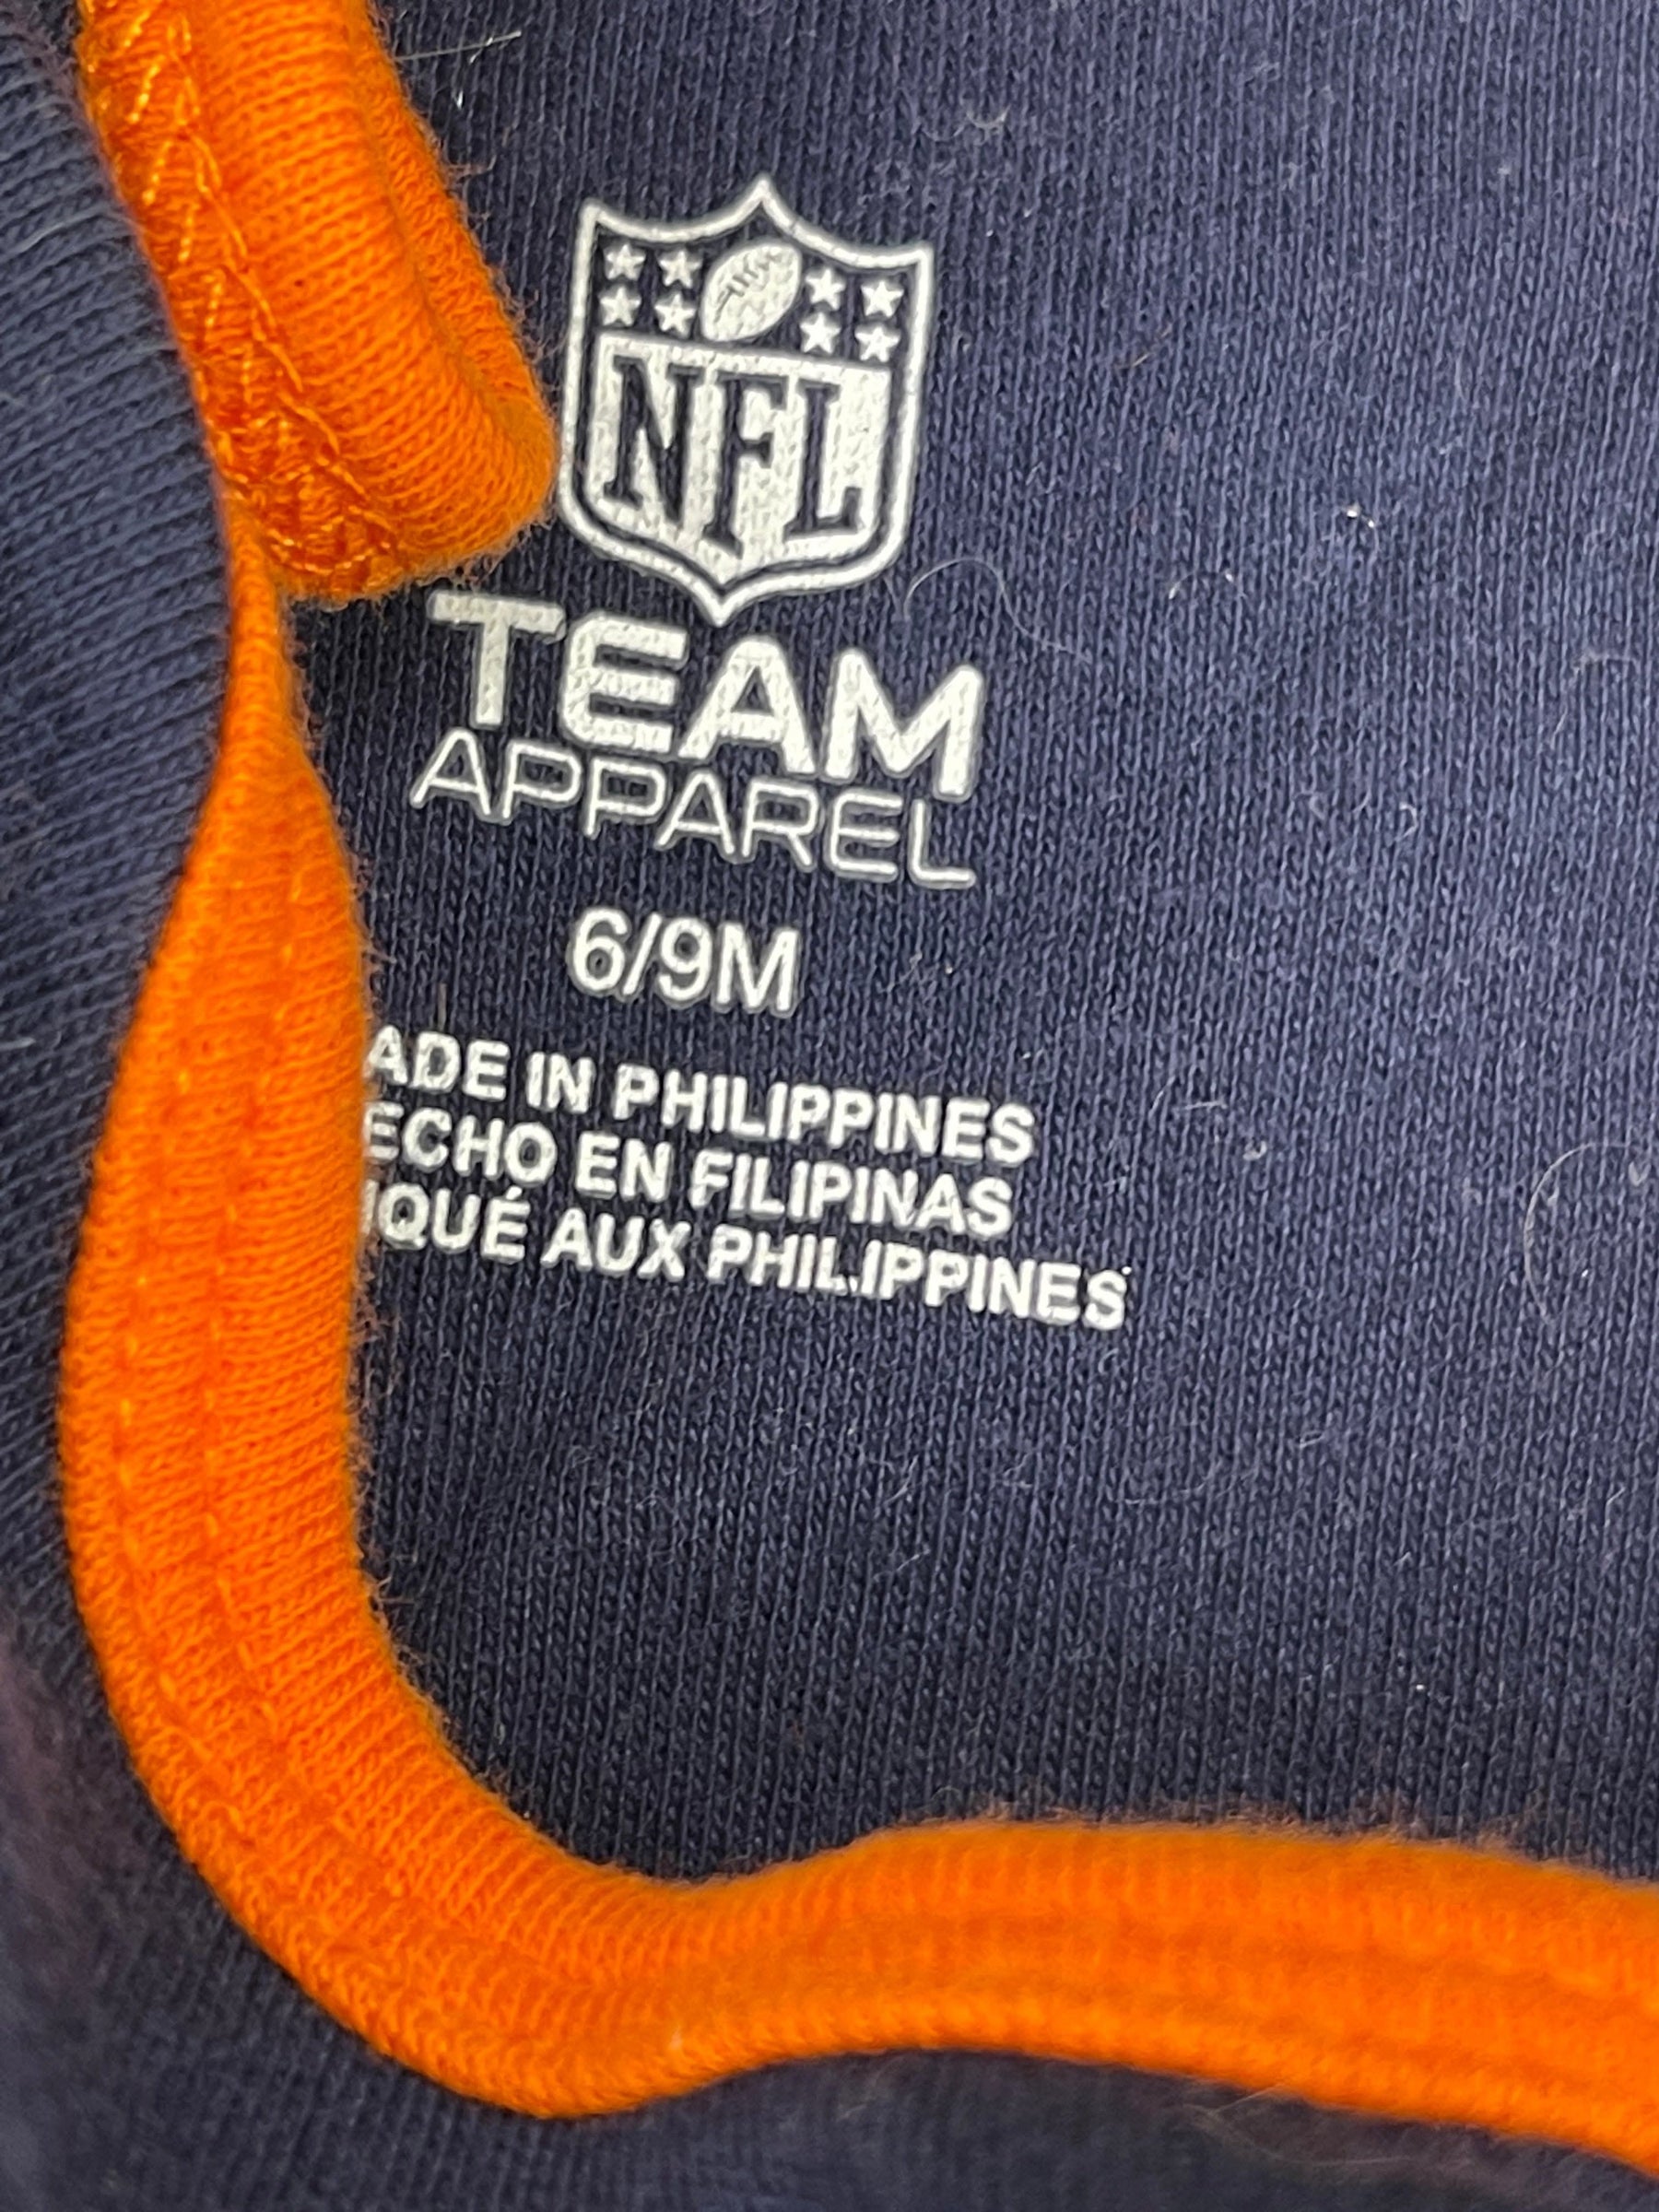 NFL
TEAM
APPAREL
6/9M
ADE IN PHILIPPINES
ECHO EN FILIPINAS
IQUÉ AUX PHILIPPINES